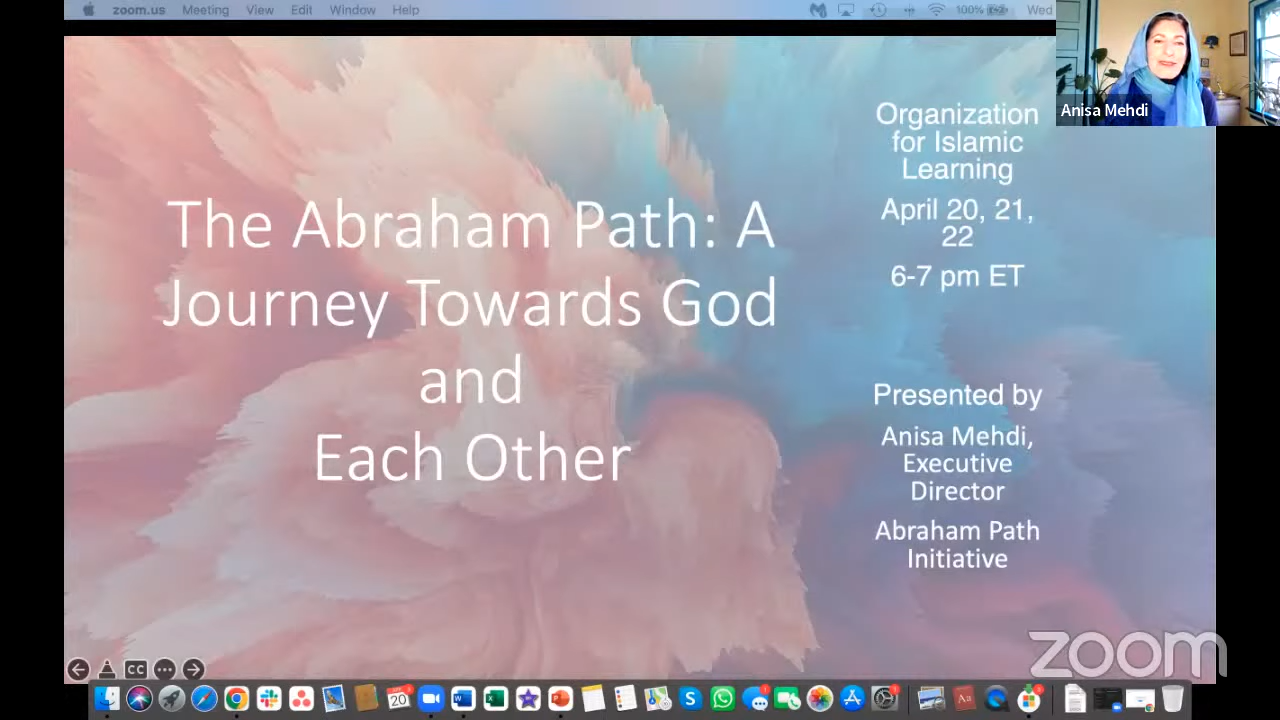 zoom.us Meeting View Edit Window Help 100% Wed
Anisa Mehdi
The Abraham Path: A
Journey Towards God
and
Each Other
Organization
for Islamic
Learning
April 20, 21,
22
6-7 pm ET
Presented by
Anisa Mehdi,
Executive
Director
Abraham Path
Initiative
CC
zoom
20